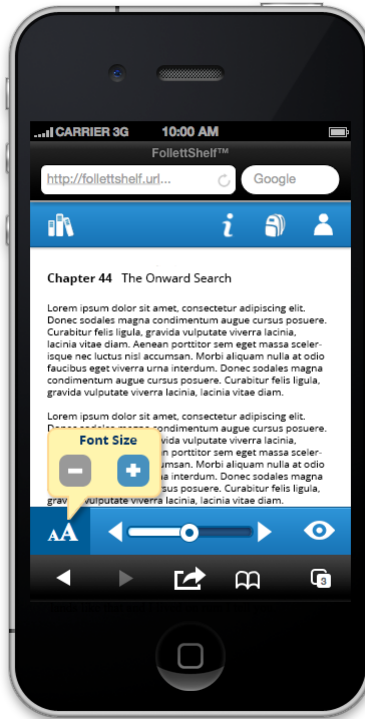 CARRIER 3G 10:00 AM
FollettShelf™
http://follettshelf.url... Google
i
Chapter 44 The Onward Search
Lorem ipsum dolor sit amet, consectetur adipiscing elit.
Donec sodales magna condimentum augue cursus posuere.
Curabitur felis ligula, gravida vulputate viverra lacinia,
lacinia vitae diam. Aenean porttitor sem eget massa sceler-
isque nec luctus nisl accumsan. Morbi aliquam nulla at odio
faucibus eget viverra urna interdum. Donec sodales magna
condimentum augue cursus posuere. Curabitur felis ligula,
gravida vulputate viverra lacinia, lacinia vitae diam.
Lorem ipsum dolor sit amet, consectetur adipiscing elit.
cursus posuere.
vida vulputate viverra lacinia,
porttitor sem eget massa sceler-
Morbi aliquam nulla at odio
interdum. Donec sodales magna
posuere. Curabitur felis ligula,
vulputate viverra lacinia, lacinia vitae diam.
Font Size
AA
3